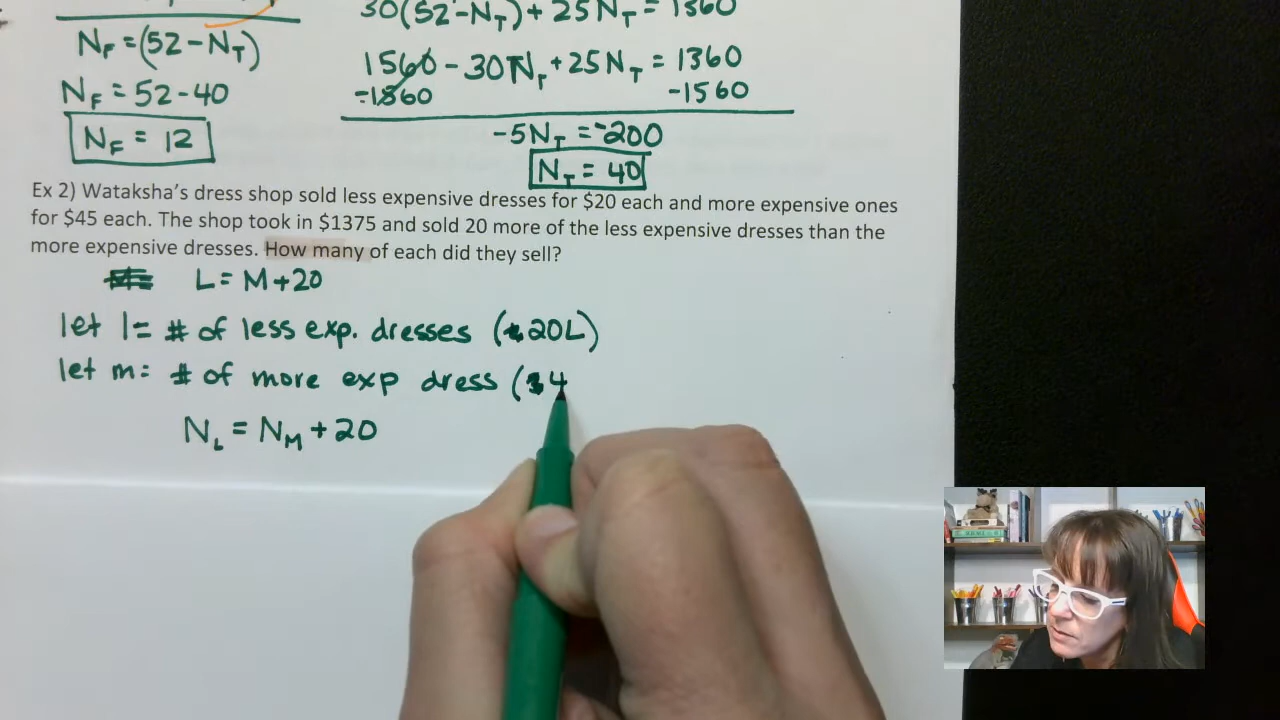 30(52-N_T)+25N_T=1360
N_F=(52-N_T)
1560-30N_T+25N_T=1360
-1560 -1560
N_F=52-40
-5N_T=-200
N_F=12
N_T=40
Ex 2) Wataksha's dress shop sold less expensive dresses for $20 each and more expensive ones
for $45 each. The shop took in $1375 and sold 20 more of the less expensive dresses than the
more expensive dresses. How many of each did they sell?
L=M+20
let l= # of less exp. dresses (20L)
let m= # of more exp dress ($4
N_L=N_M+20